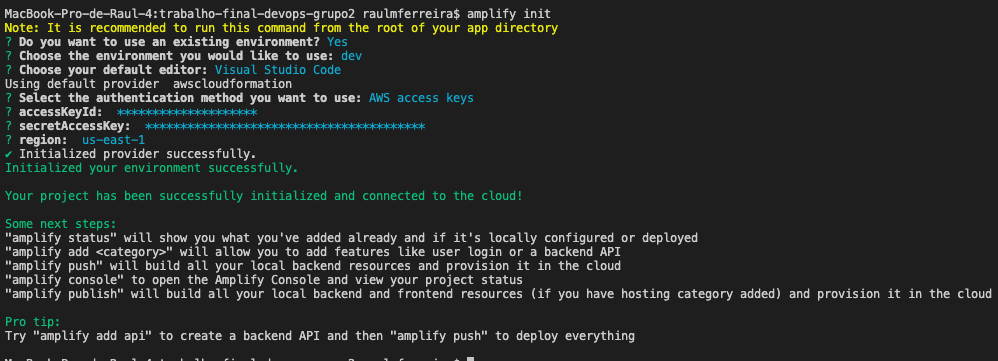 MacBook-Pro-de-Raul-4:trabalho-final-devops-grupo2 raulmferreira$ amplify init
Note: It is recommended to run this command from the root of your app directory
? Do you want to use an existing environment? Yes
? Choose the environment you would like to use: dev
? Choose your default editor: Visual Studio Code
Using default provider  awscloudformation
? Select the authentication method you want to use: AWS access keys
? accessKeyId:  ********************
? secretAccessKey:  ****************************************
? region:  us-east-1
✔ Initialized provider successfully.
Initialized your environment successfully.
Your project has been successfully initialized and connected to the cloud!
Some next steps:
"amplify status" will show you what you've added already and if it's locally configured or deployed
"amplify add <category>" will allow you to add features like user login or a backend API
"amplify push" will build all your local backend resources and provision it in the cloud
"amplify console" to open the Amplify Console and view your project status
"amplify publish" will build all your local backend and frontend resources (if you have hosting category added) and provision it in the cloud
Pro tip:
Try "amplify add api" to create a backend API and then "amplify push" to deploy everything
MacBook-Pro-de-Raul-4:trabalho-final-devops-grupo2 raulmferreira$